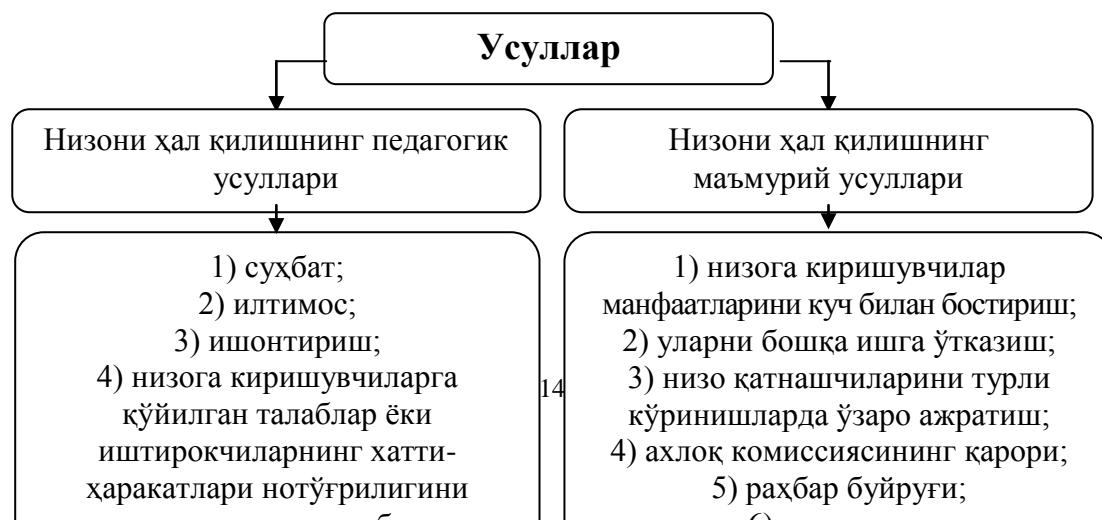 Усуллар
Низони ҳал қилишнинг педагогик
усуллари
Низони ҳал қилишнинг
маъмурий усуллари
1) суҳбат;
2) илтимос;
3) ишонтириш;
4) низога киришувчиларга
қўйилган талаблар ёки
иштирокчиларнинг хатти-
ҳаракатлари нотўғрилигини
14
1) низога киришувчилар
манфаатларини куч билан бостириш;
2) уларни бошқа ишга ўтказиш;
3) низо қатнашчиларини турли
кўринишларда ўзаро ажратиш;
4) ахлоқ комиссиясининг қарори;
5) раҳбар буйруғи;